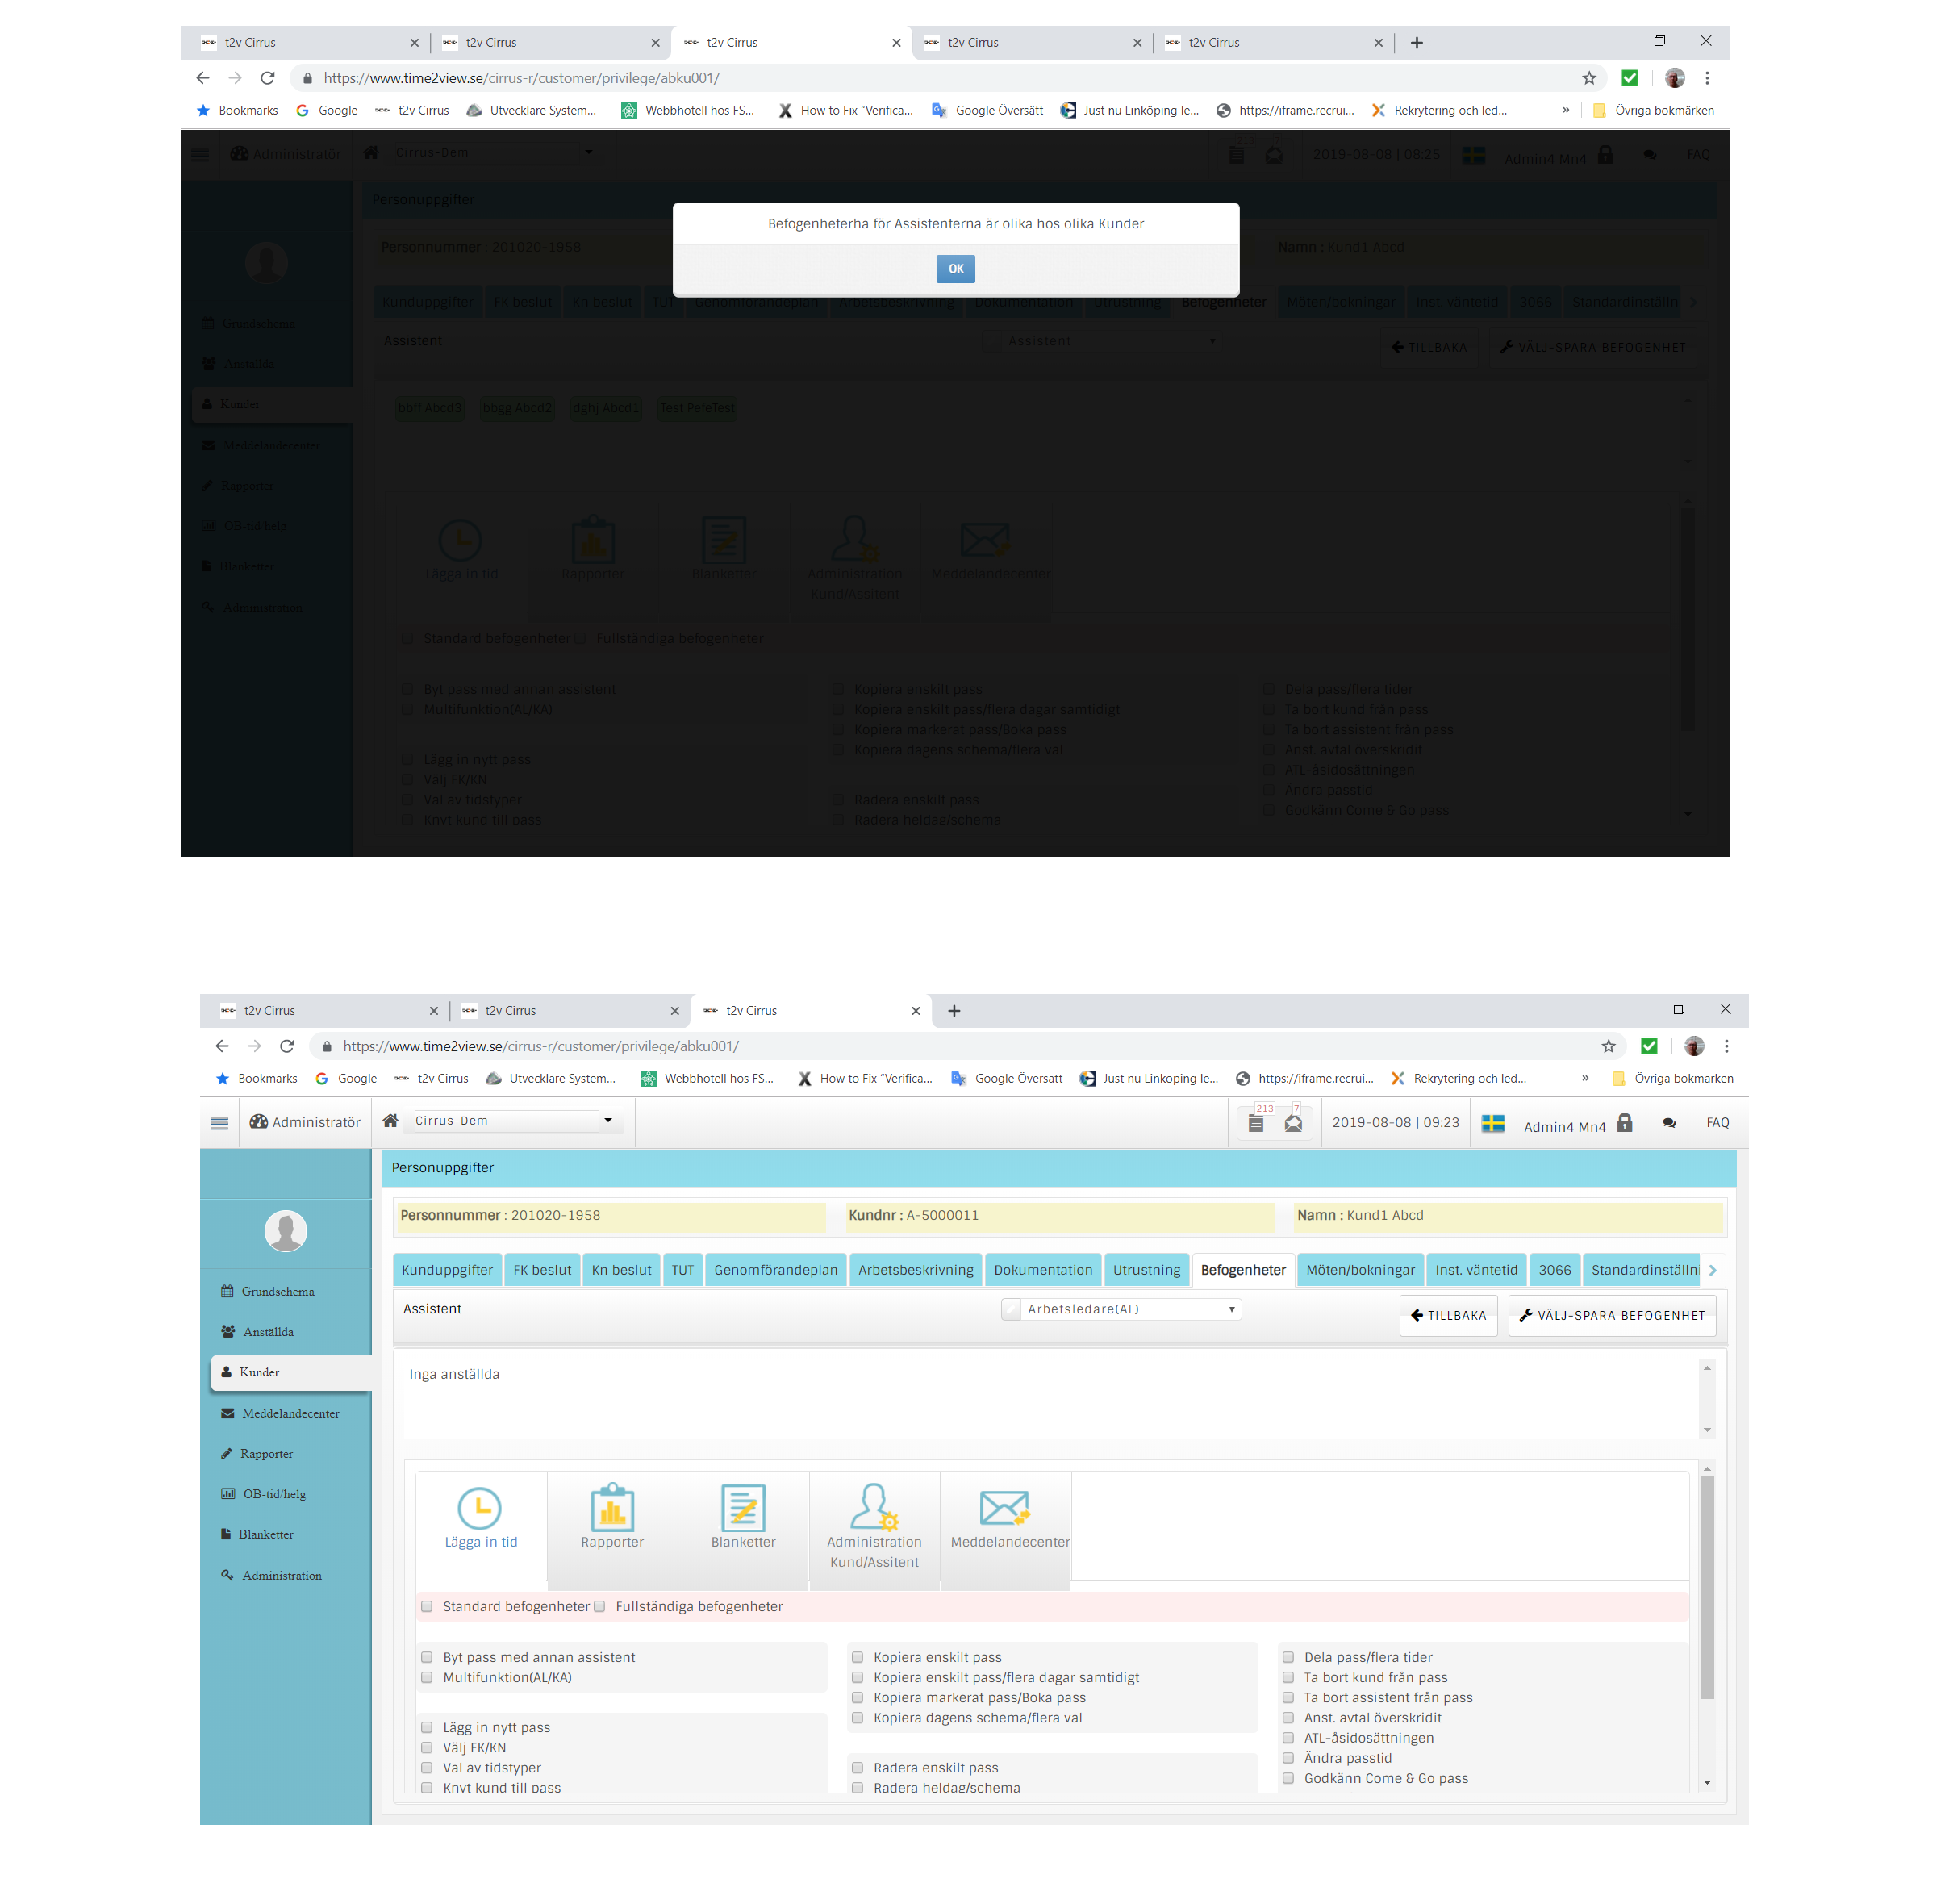 t2v Cirrus t2v Cirrus t2v Cirrus t2v Cirrus t2v Cirrus
https://www.time2view.se/cirrus-r/customer/privilege/abku001/
Bookmarks Google t2v Cirrus Utvecklare System... Webbhotell hos FS... How to Fix "Verifica... Google Översätt Just nu Linköping le... https://iframe.recrui... Rekrytering och led... » Övriga bokmärken
Administratör Cirrus-Dem 2019-08-08 | 08:25 Admin4 Mn4 FAQ
Personuppgifter
Befogenheterha för Assistenterna är olika hos olika Kunder
Personnummer : 201020-1958 Namn : Kund1 Abcd
OK
Kunduppgifter FK beslut Kn beslut TUT Genomförandeplan Arbetsbeskrivning Dokumentation Utrustning Befogenheter Möten/bokningar Inst. väntetid 3066 Standardinställn
Grundschema
Assistent Assistent TILLBAKA VÄLJ-SPARA BEFOGENHET
Anställda
Kunder
bbff Abcd3 bbgg Abcd2 dghj Abcd1 Test PefeTest
Meddelandecenter
Rapporter
OB-tid/helg
Blanketter
Lägga in tid Rapporter Blanketter Administration Kund/Assitent Meddelandecenter
Administration
Standard befogenheter Fullständiga befogenheter
Byt pass med annan assistent Kopiera enskilt pass Dela pass/flera tider
Multifunktion(AL/KA) Kopiera enskilt pass/flera dagar samtidigt Ta bort kund från pass
Kopiera markerat pass/Boka pass Ta bort assistent från pass
Kopiera dagens schema/flera val Anst. avtal överskridit
Lägg in nytt pass
ATL-åsidosättningen
Välj FK/KN
Ändra passtid
Val av tidstyper Radera enskilt pass
Godkänn Come & Go pass
Knyt kund till pass Radera heldag/schema
t2v Cirrus t2v Cirrus t2v Cirrus
https://www.time2view.se/cirrus-r/customer/privilege/abku001/
Bookmarks Google t2v Cirrus Utvecklare System... Webbhotell hos FS... How to Fix "Verifica... Google Översätt Just nu Linköping le... https://iframe.recrui... Rekrytering och led... » Övriga bokmärken
213 7
Administratör Cirrus-Dem 2019-08-08 | 09:23 Admin4 Mn4 FAQ
Personuppgifter
Personnummer : 201020-1958 Kundnr : A-5000011 Namn : Kund1 Abcd
Kunduppgifter FK beslut Kn beslut TUT Genomförandeplan Arbetsbeskrivning Dokumentation Utrustning Befogenheter Möten/bokningar Inst. väntetid 3066 Standardinställn
Grundschema
Assistent Arbetsledare(AL) TILLBAKA VÄLJ-SPARA BEFOGENHET
Anställda
Kunder
Inga anställda
Meddelandecenter
Rapporter
OB-tid/helg
Blanketter
Lägga in tid Rapporter Blanketter Administration Kund/Assitent Meddelandecenter
Administration
Standard befogenheter Fullständiga befogenheter
Byt pass med annan assistent Kopiera enskilt pass Dela pass/flera tider
Multifunktion(AL/KA) Kopiera enskilt pass/flera dagar samtidigt Ta bort kund från pass
Kopiera markerat pass/Boka pass Ta bort assistent från pass
Kopiera dagens schema/flera val Anst. avtal överskridit
Lägg in nytt pass
ATL-åsidosättningen
Välj FK/KN
Ändra passtid
Val av tidstyper Radera enskilt pass
Godkänn Come & Go pass
Knyt kund till pass Radera heldag/schema